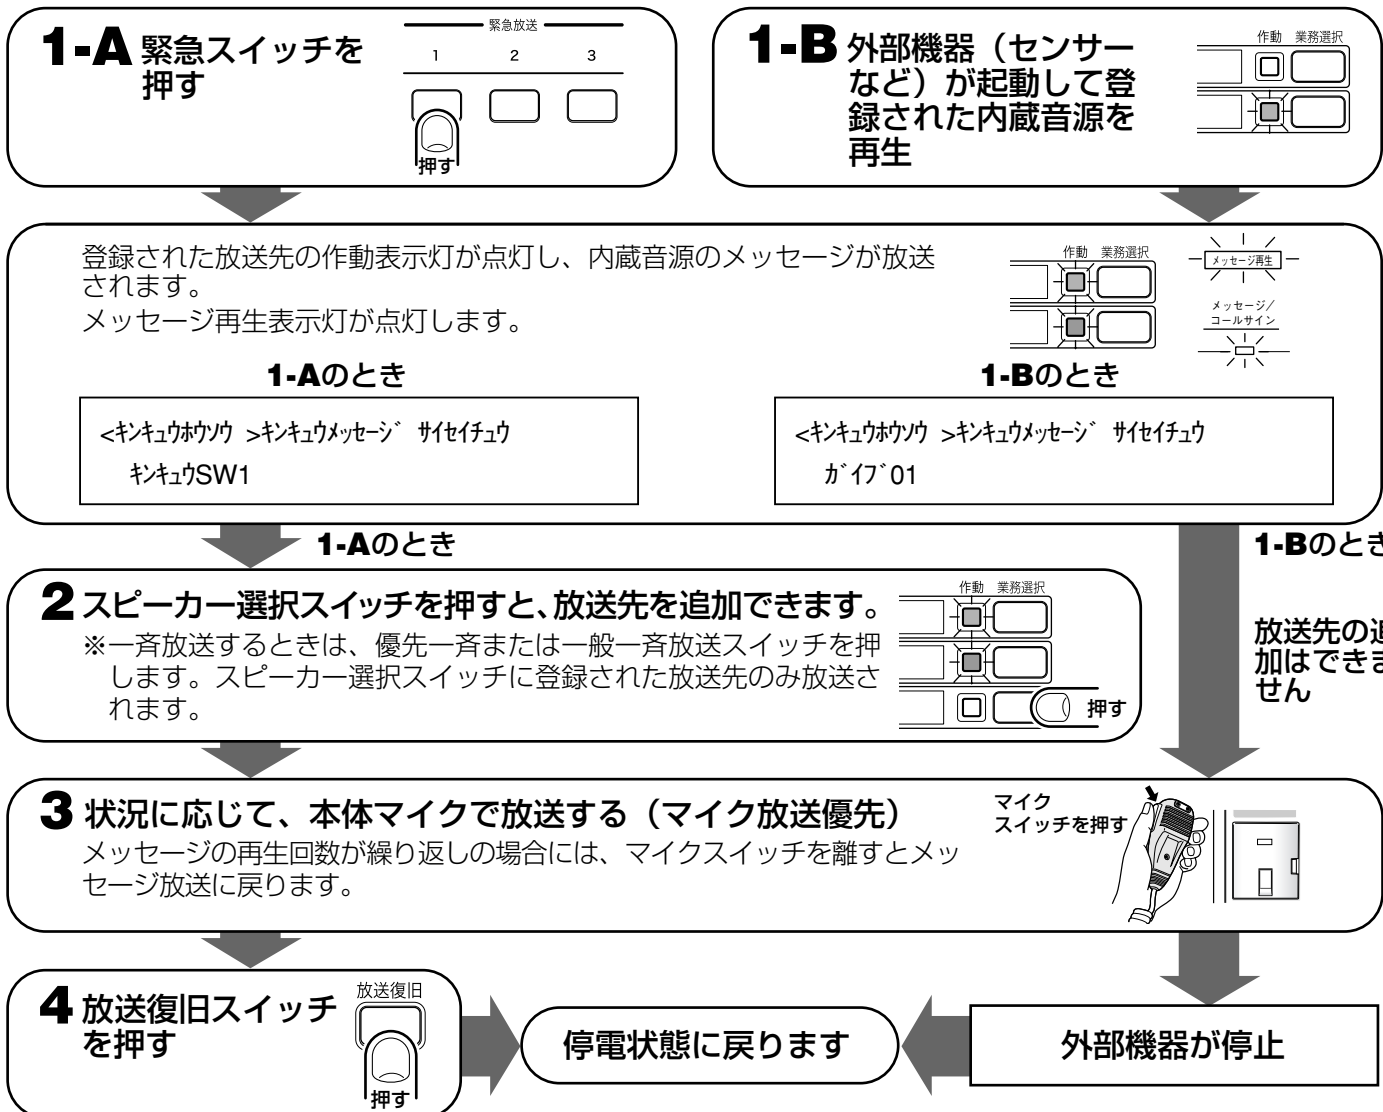 1-A 緊急スイッチを
押す
緊急放送
1 2 3
押す
1-B 外部機器（センサー
など）が起動して登
録された内蔵音源を
再生
作動 業務選択
登録された放送先の作動表示灯が点灯し、内蔵音源のメッセージが放送
されます。
メッセージ再生表示灯が点灯します。
作動 業務選択
メッセージ再生
メッセージ/
コールサイン
1-Aのとき
<ｷﾝｷｭｳﾎｳｿｳ >ｷﾝｷｭｳﾒｯｾｰｼﾞ ｻｲｾｲﾁｭｳ
ｷﾝｷｭｳSW1
1-Bのとき
<ｷﾝｷｭｳﾎｳｿｳ >ｷﾝｷｭｳﾒｯｾｰｼﾞ ｻｲｾｲﾁｭｳ
ｶﾞｲﾌﾞ01
1-Aのとき
1-Bのとき
2 スピーカー選択スイッチを押すと、放送先を追加できます。
※一斉放送するときは、優先一斉または一般一斉放送スイッチを押
します。スピーカー選択スイッチに登録された放送先のみ放送さ
れます。
作動 業務選択
押す
放送先の追
加はできま
せん
3 状況に応じて、本体マイクで放送する（マイク放送優先）
メッセージの再生回数が繰り返しの場合には、マイクスイッチを離すとメッ
セージ放送に戻ります。
マイク
スイッチを押す
4 放送復旧スイッチ
を押す
放送復旧
押す
停電状態に戻ります
外部機器が停止